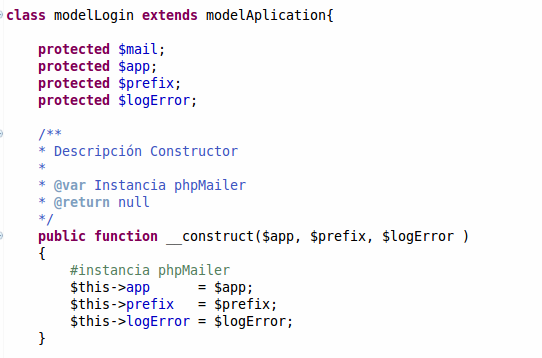 class modelLogin extends modelAplication{
protected $mail;
protected $app;
protected $prefix;
protected $logError;
/**
* Descripción Constructor
*
* @var Instancia phpMailer
* @return null
*/
public function __construct($app, $prefix, $logError )
{
#instancia phpMailer
$this->app      = $app;
$this->prefix   = $prefix;
$this->logError = $logError;
}